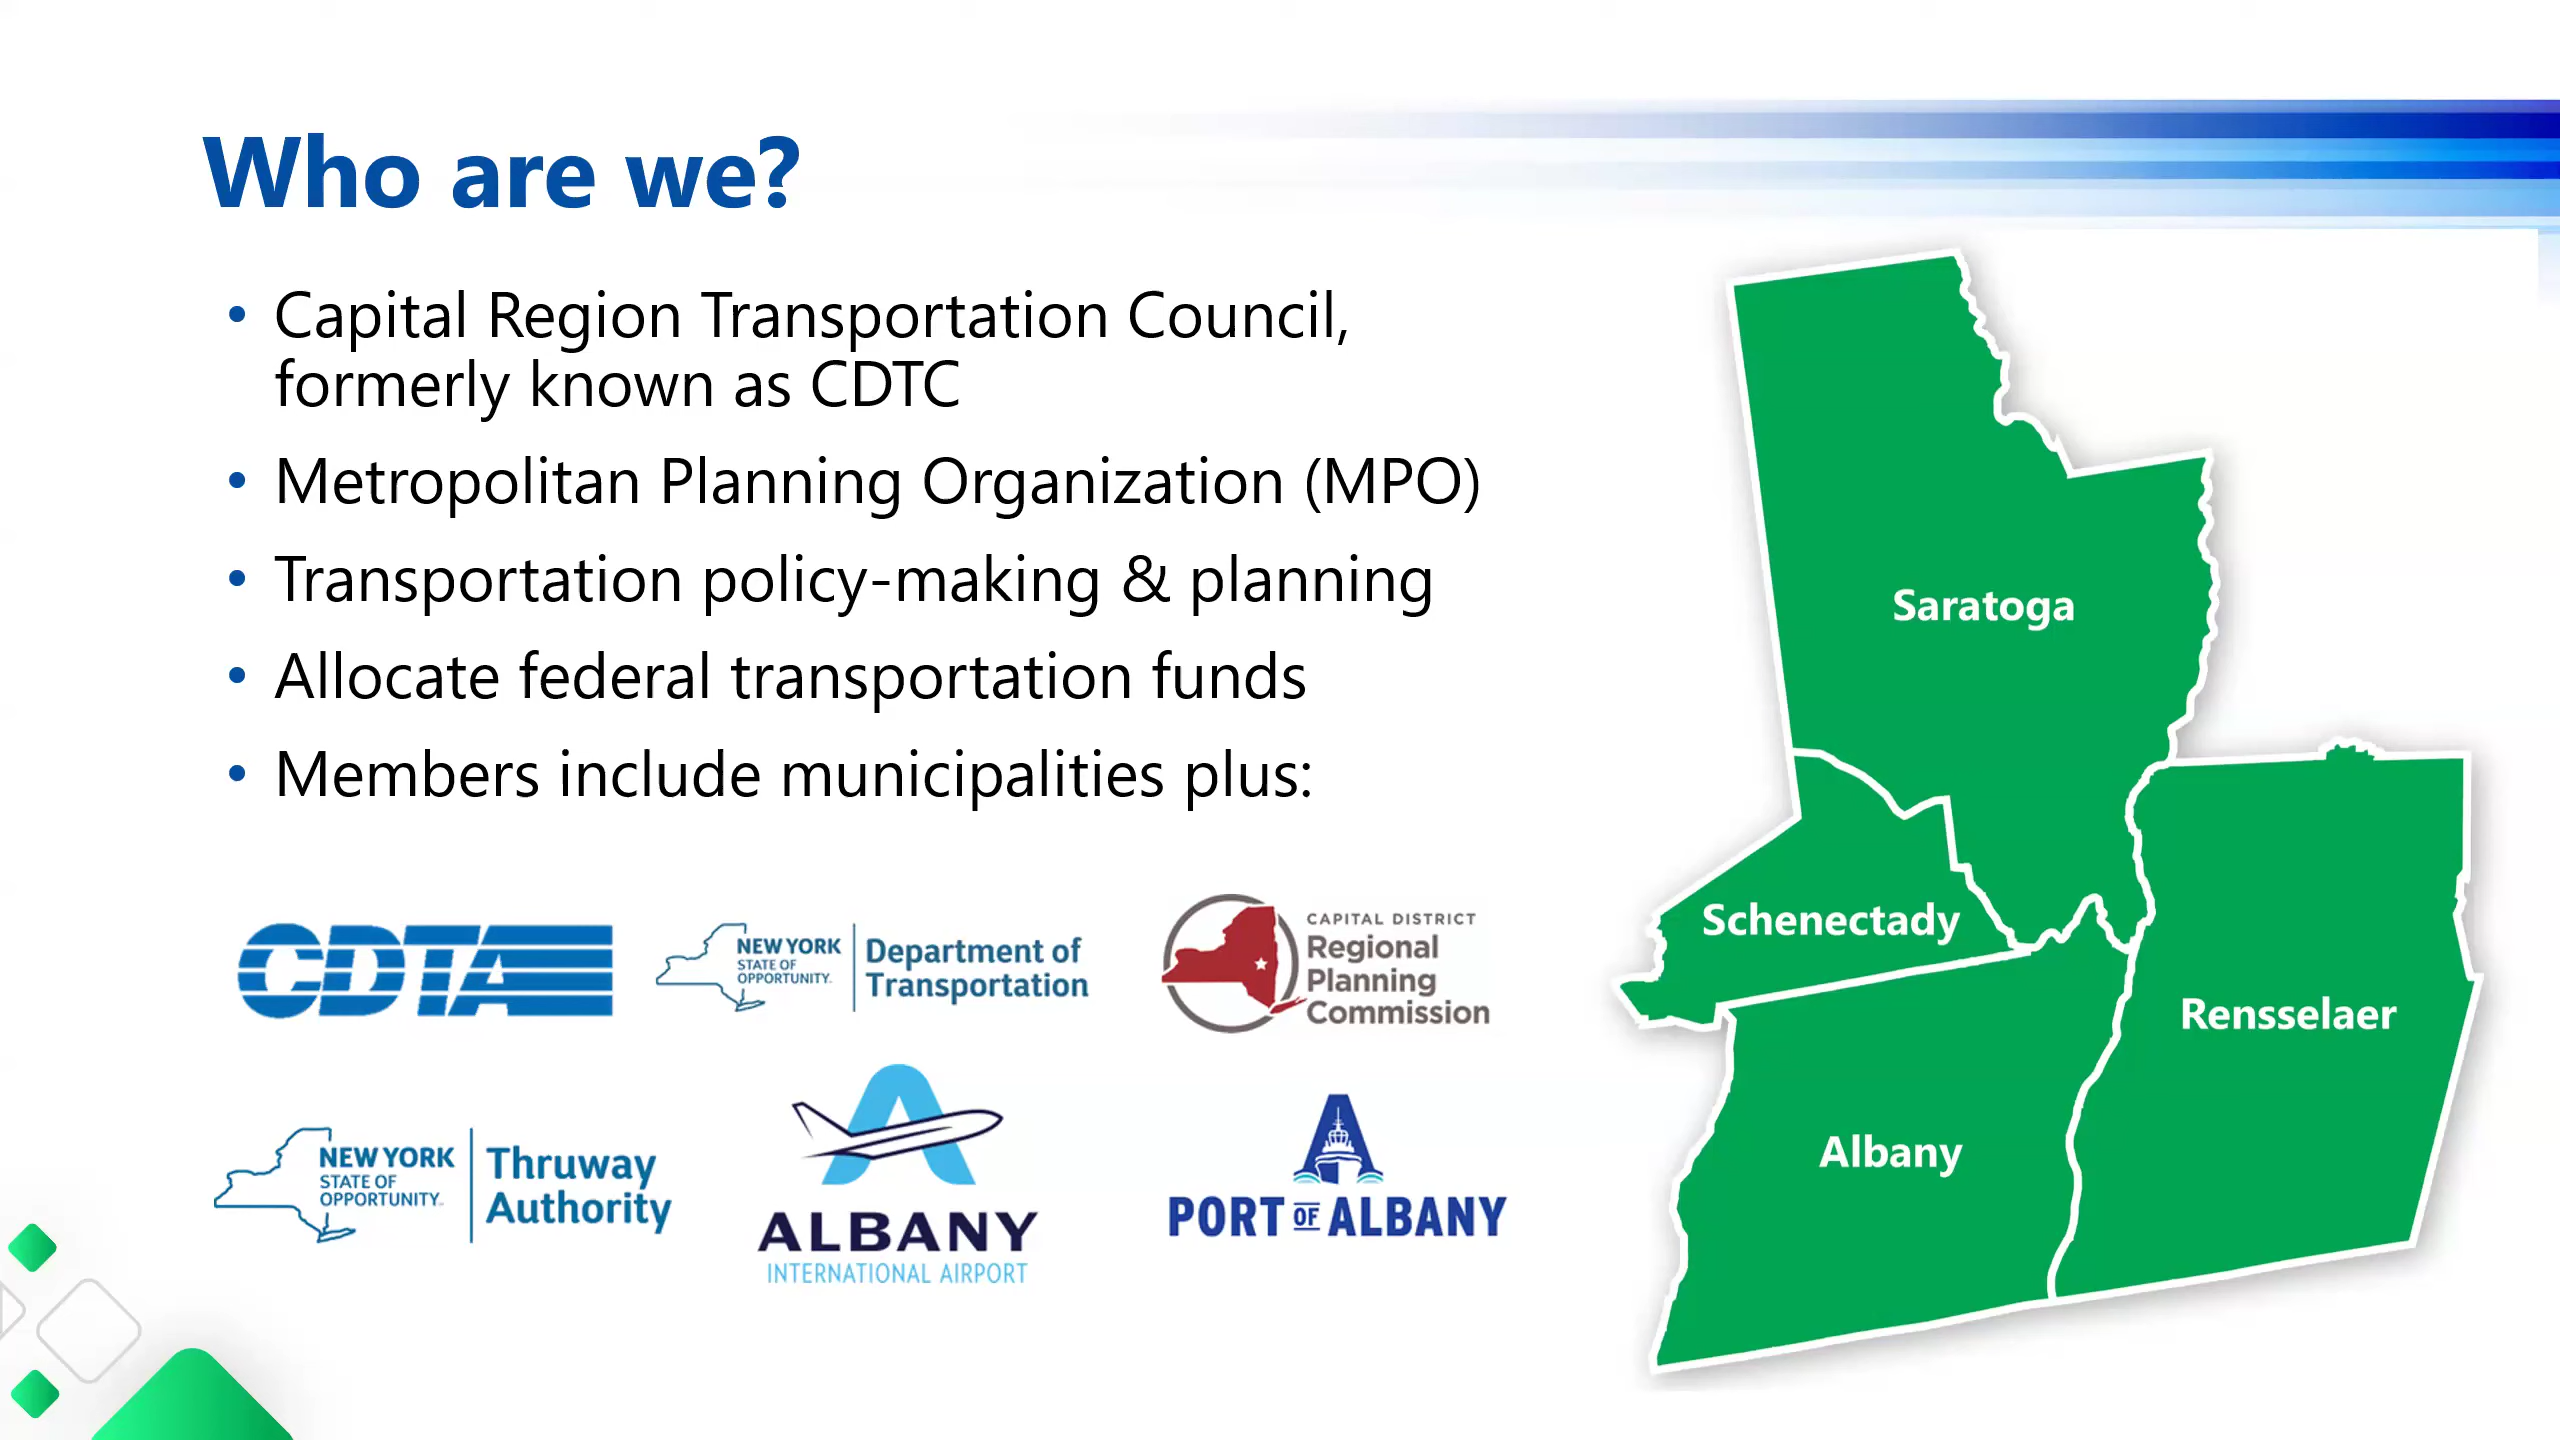 Who are we?
• Capital Region Transportation Council,
formerly known as CDTC
• Metropolitan Planning Organization (MPO)
• Transportation policy-making & planning
• Allocate federal transportation funds
• Members include municipalities plus:
CDTA
NEW YORK
STATE OF
OPPORTUNITY.
Department of
Transportation
CAPITAL DISTRICT
Regional
Planning
Commission
NEW YORK
STATE OF
OPPORTUNITY.
Thruway
Authority
ALBANY
INTERNATIONAL AIRPORT
PORT OF ALBANY
Saratoga
Schenectady
Rensselaer
Albany